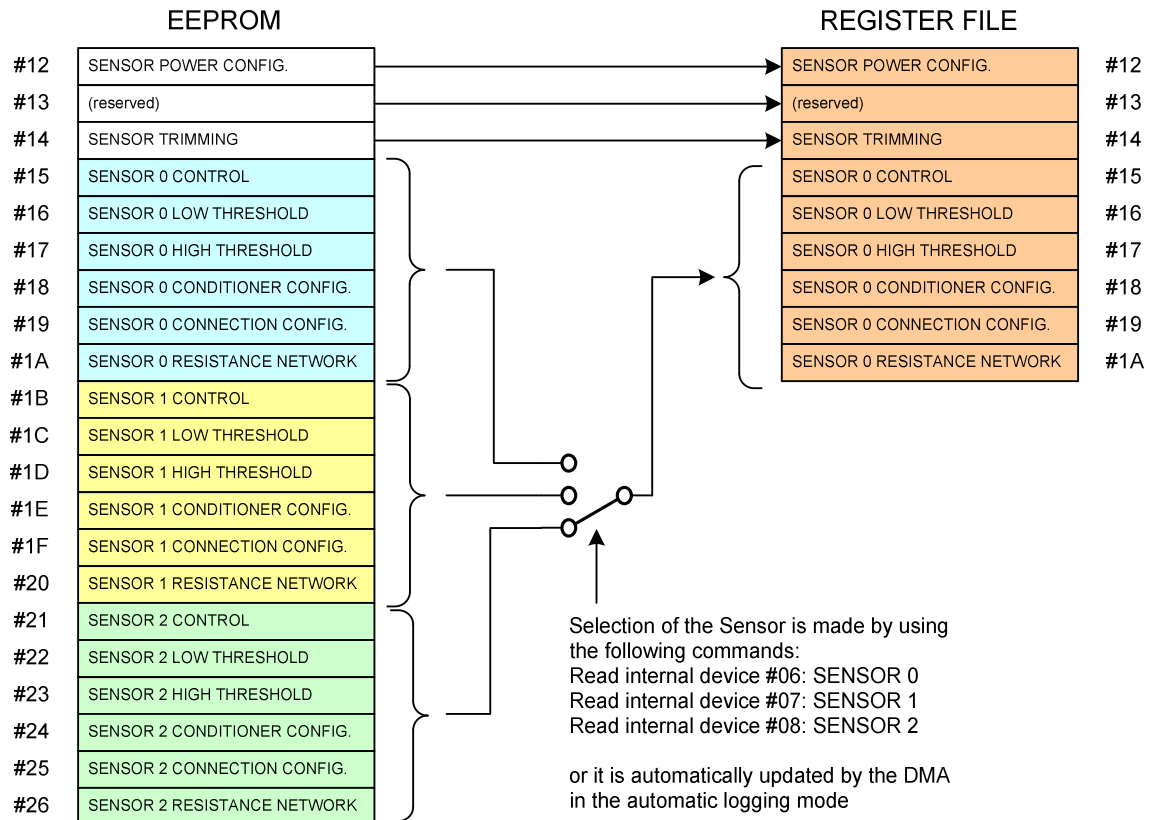 EEPROM
REGISTER FILE
#12 SENSOR POWER CONFIG.
#13 (reserved)
#14 SENSOR TRIMMING
#15 SENSOR 0 CONTROL
#16 SENSOR 0 LOW THRESHOLD
#17 SENSOR 0 HIGH THRESHOLD
#18 SENSOR 0 CONDITIONER CONFIG.
#19 SENSOR 0 CONNECTION CONFIG.
#1A SENSOR 0 RESISTANCE NETWORK
#1B SENSOR 1 CONTROL
#1C SENSOR 1 LOW THRESHOLD
#1D SENSOR 1 HIGH THRESHOLD
#1E SENSOR 1 CONDITIONER CONFIG.
#1F SENSOR 1 CONNECTION CONFIG.
#20 SENSOR 1 RESISTANCE NETWORK
#21 SENSOR 2 CONTROL
#22 SENSOR 2 LOW THRESHOLD
#23 SENSOR 2 HIGH THRESHOLD
#24 SENSOR 2 CONDITIONER CONFIG.
#25 SENSOR 2 CONNECTION CONFIG.
#26 SENSOR 2 RESISTANCE NETWORK
SENSOR POWER CONFIG. #12
(reserved) #13
SENSOR TRIMMING #14
SENSOR 0 CONTROL #15
SENSOR 0 LOW THRESHOLD #16
SENSOR 0 HIGH THRESHOLD #17
SENSOR 0 CONDITIONER CONFIG. #18
SENSOR 0 CONNECTION CONFIG. #19
SENSOR 0 RESISTANCE NETWORK #1A
Selection of the Sensor is made by using
the following commands:
Read internal device #06: SENSOR 0
Read internal device #07: SENSOR 1
Read internal device #08: SENSOR 2
or it is automatically updated by the DMA
in the automatic logging mode